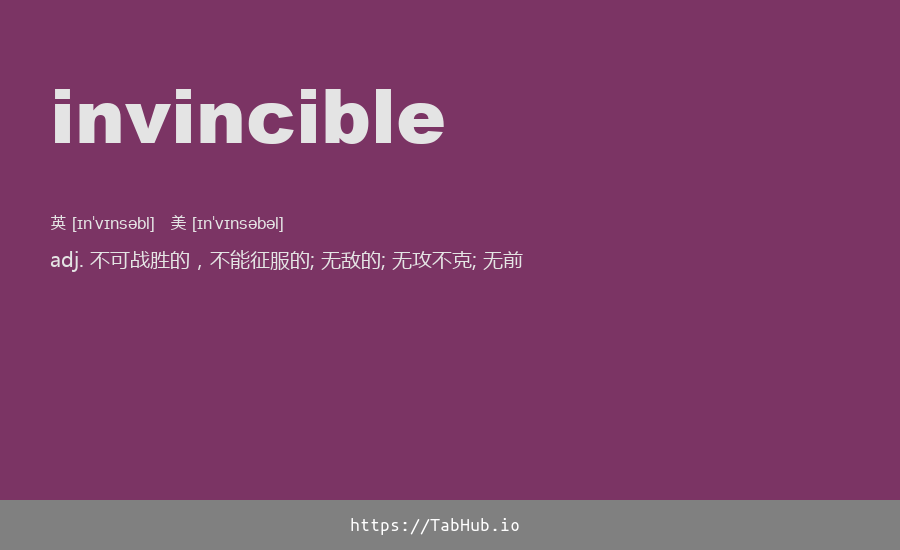 invincible
英 [ɪnˈvɪnsəbl] 美 [ɪnˈvɪnsəbəl]
adj. 不可战胜的，不能征服的; 无敌的; 无攻不克; 无前
https://TabHub.io